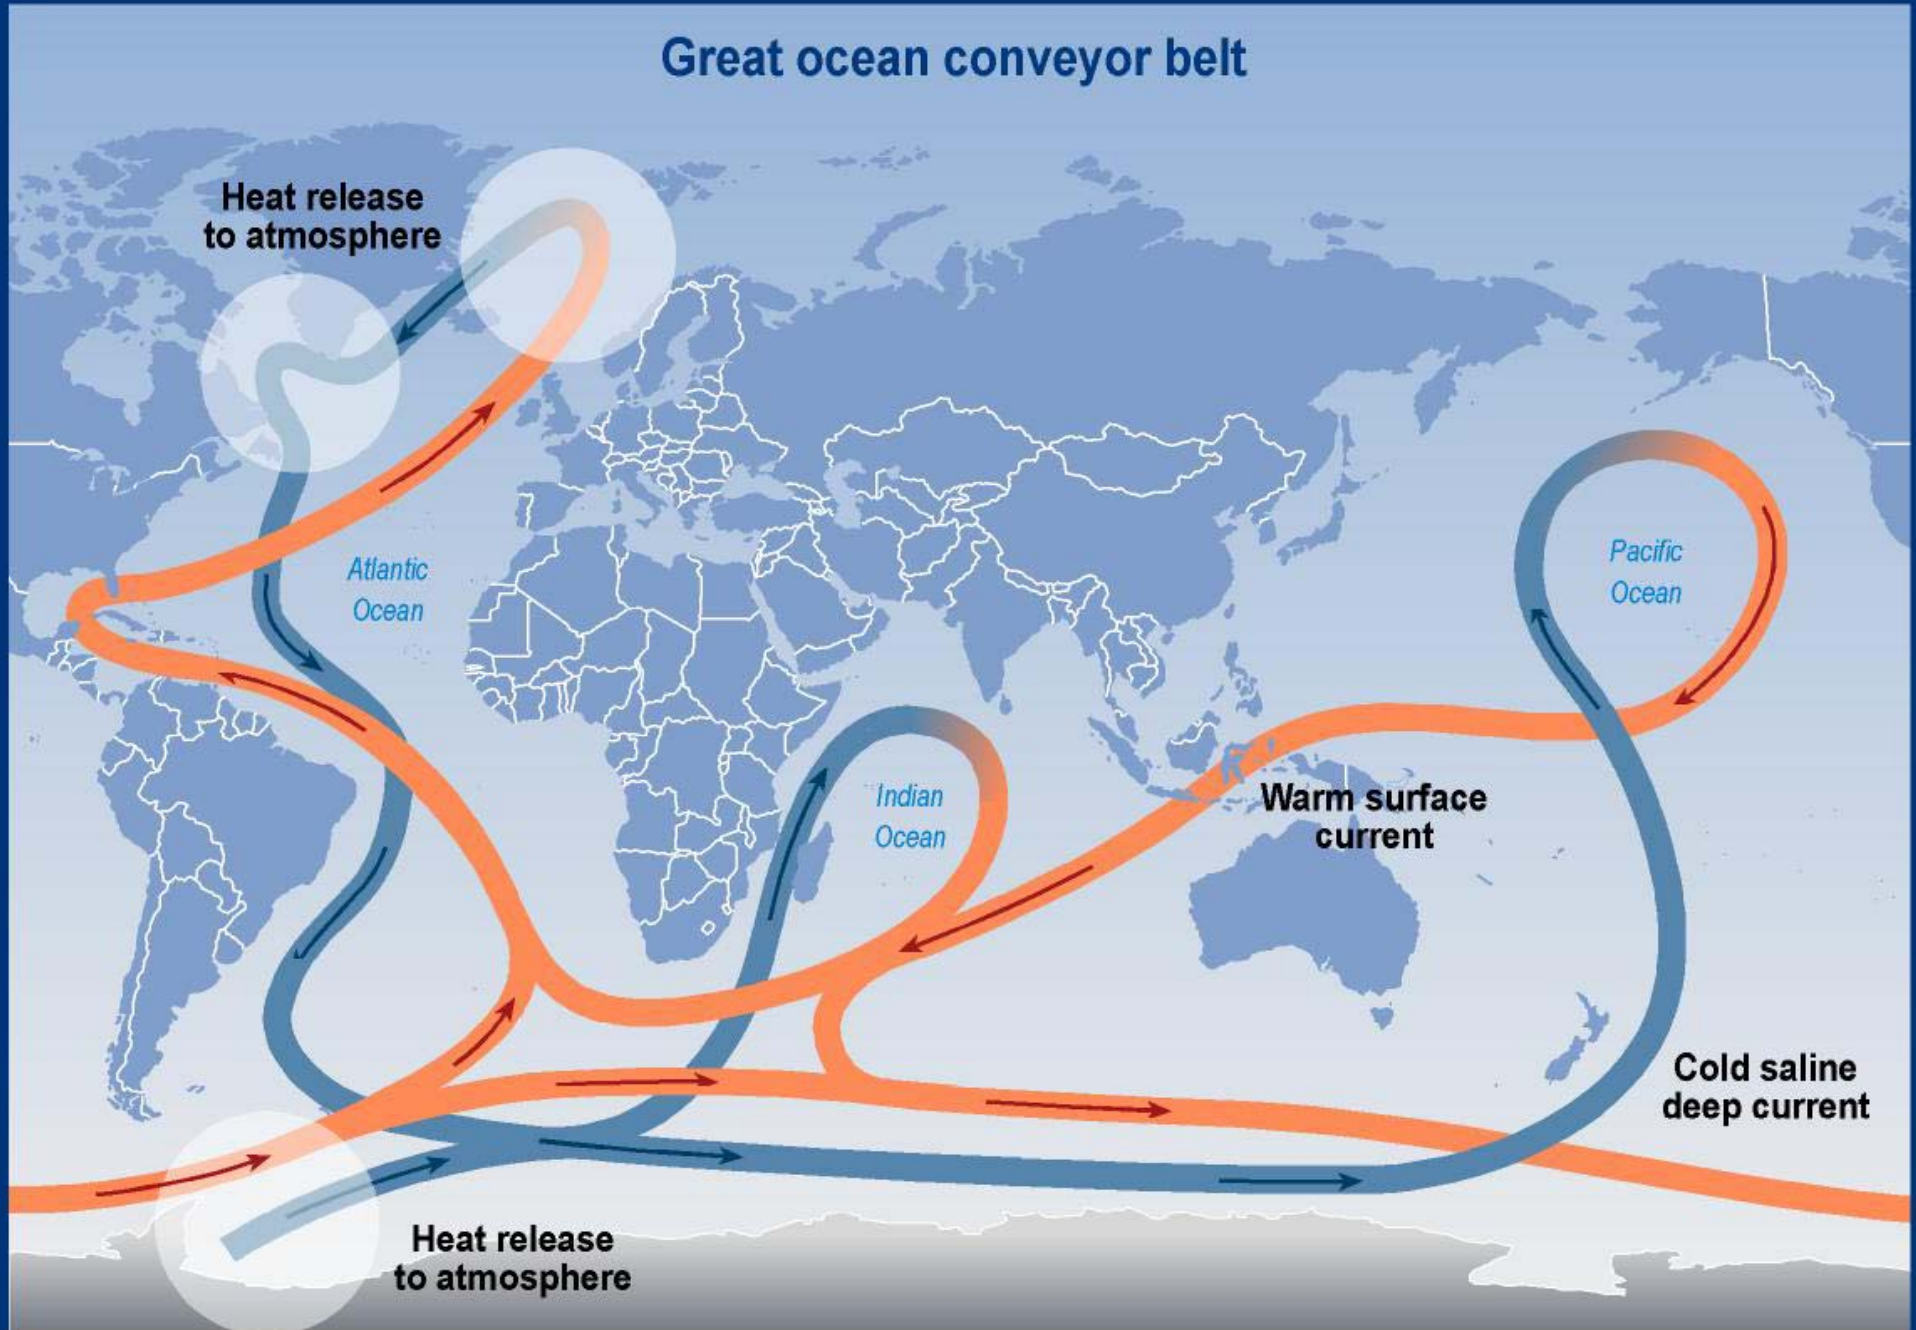 Great ocean conveyor belt
Heat release
to atmosphere
Atlantic
Ocean
Pacific
Ocean
Indian
Ocean
Warm surface
current
Cold saline
deep current
Heat release
to atmosphere